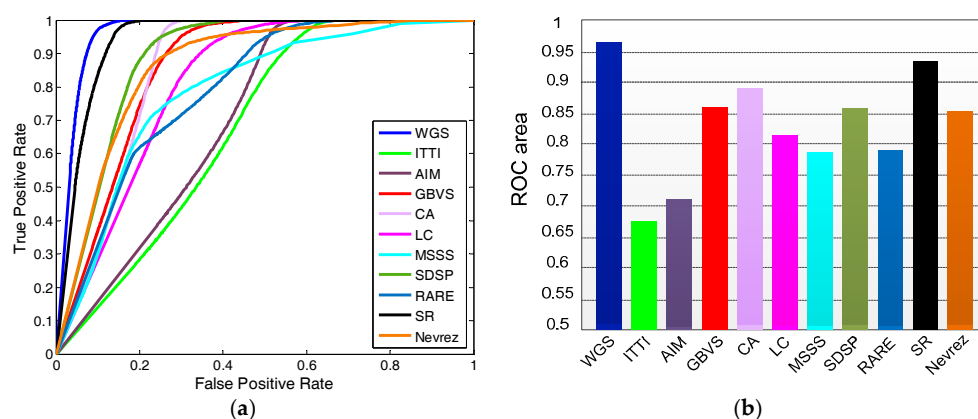 True Positive Rate
1
0.9
0.8
0.7
0.6
0.5
0.4
0.3
0.2
0.1
0
0
0.2
0.4
0.6
0.8
1
False Positive Rate
WGS
ITTI
AIM
GBVS
CA
LC
MSSS
SDSP
RARE
SR
Nevrez
(a)
ROC area
1
0.95
0.9
0.85
0.8
0.75
0.7
0.65
0.6
0.55
0.5
WGS
ITTI
AIM
GBVS
CA
LC
MSSS
SDSP
RARE
SR
Nevrez
(b)